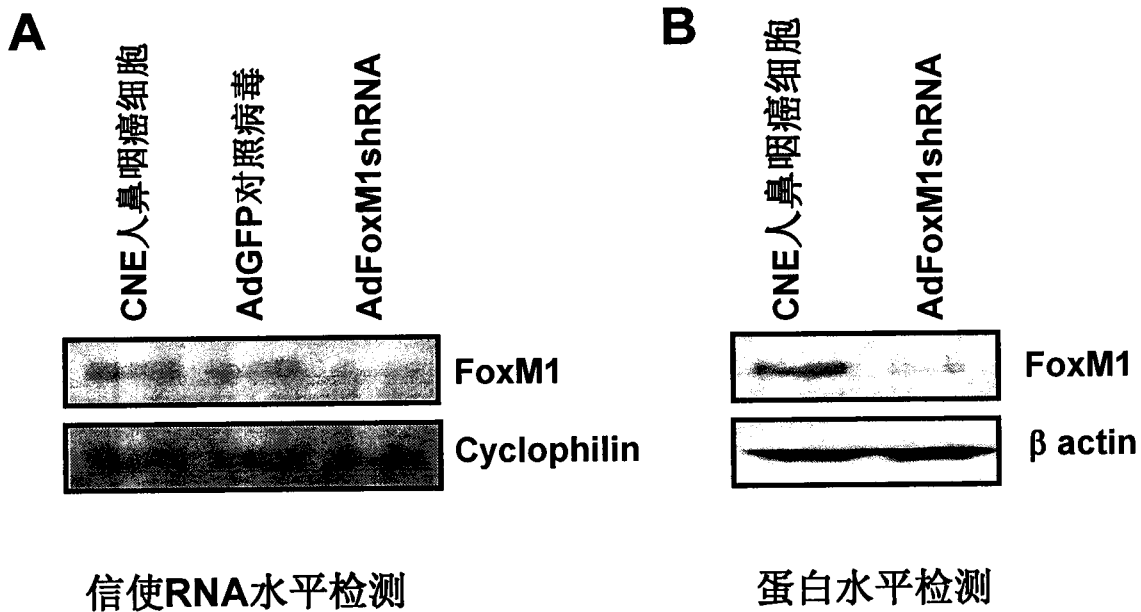 A
CNE人鼻咽癌细胞
AdGFP对照病毒
AdFoxM1shRNA
FoxM1
Cyclophilin
信使RNA水平检测
B
CNE人鼻咽癌细胞
AdFoxM1shRNA
FoxM1
β actin
蛋白水平检测